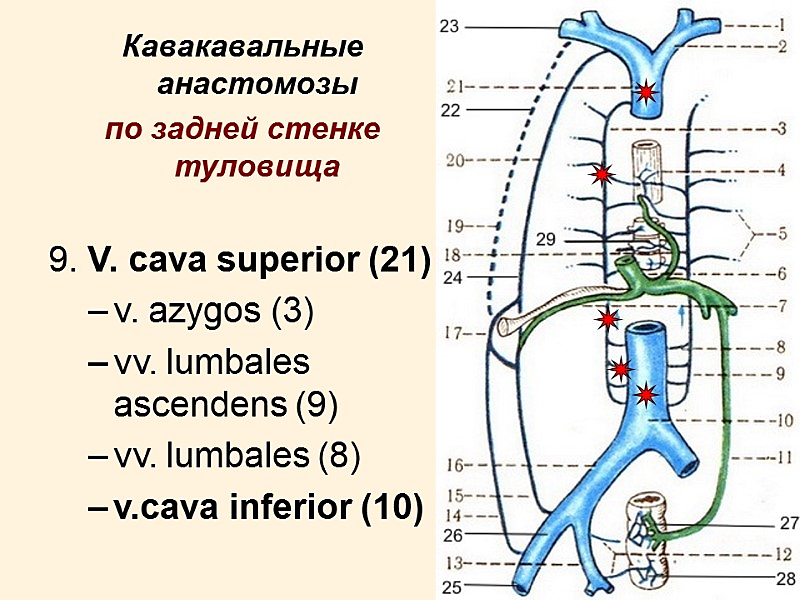 Кавакавальные
анастомозы
по задней стенке
туловища
9. V. cava superior (21)
– v. azygos (3)
– vv. lumbales
ascendens (9)
– vv. lumbales (8)
– v.cava inferior (10)
23
21
22
20
19
29
18
24
17
16
15
14
26
13
25
1
2
3
4
5
6
7
8
9
10
11
27
12
28